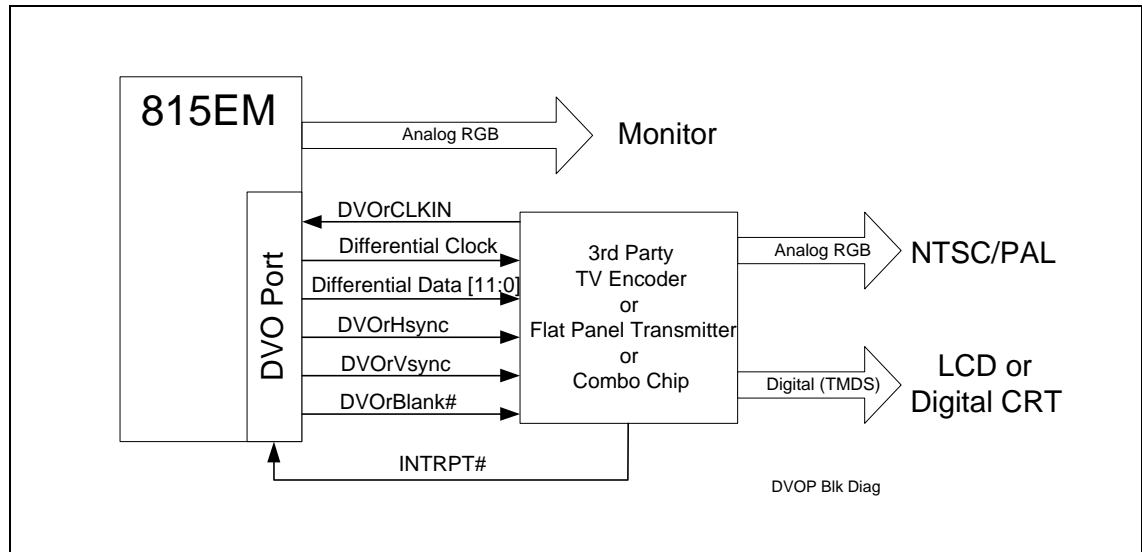 815EM
Analog RGB
Monitor
DVO Port
DVOrCLKIN
Differential Clock
Differential Data [11:0]
DVOrHsync
DVOrVsync
DVOrBlank#
INTRPT#
3rd Party
TV Encoder
or
Flat Panel Transmitter
or
Combo Chip
Analog RGB
NTSC/PAL
Digital (TMDS)
LCD or
Digital CRT
DVOP Blk Diag